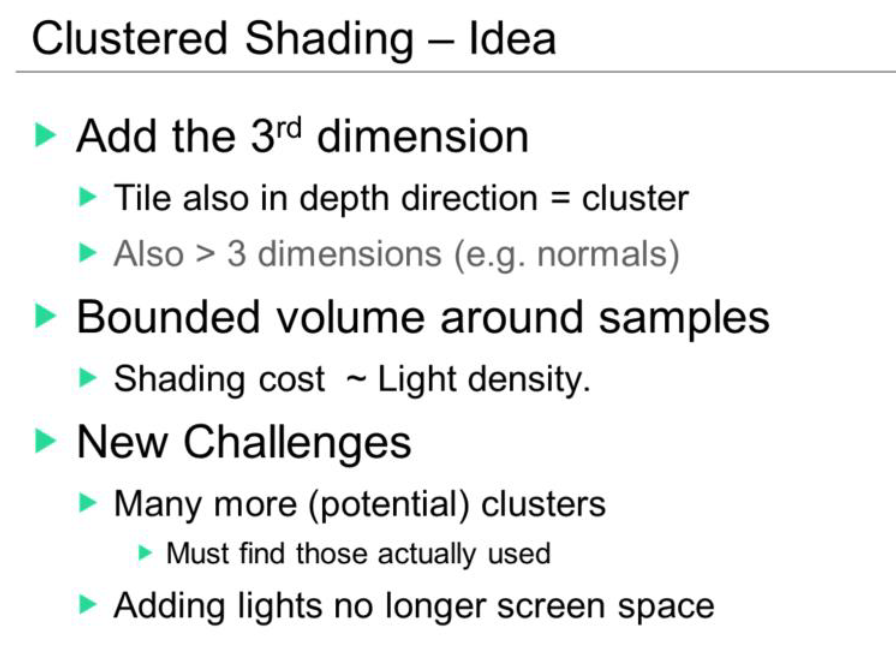 Clustered Shading – Idea
Add the 3rd dimension
Tile also in depth direction = cluster
Also > 3 dimensions (e.g. normals)
Bounded volume around samples
Shading cost ~ Light density.
New Challenges
Many more (potential) clusters
Must find those actually used
Adding lights no longer screen space